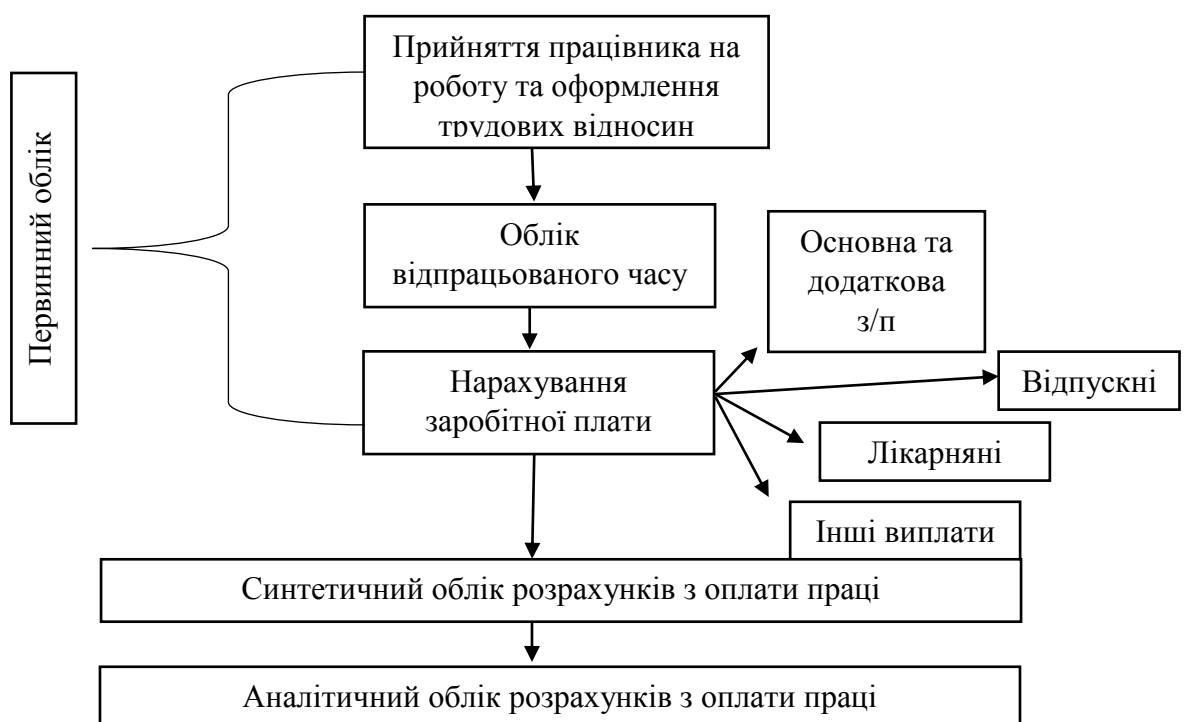 Первинний облік
Прийняття працівника на
роботу та оформлення
трудових відносин
Облік
відпрацьованого часу
Основна та
додаткова
з/п
Нарахування
заробітної плати
Відпускні
Лікарняні
Інші виплати
Синтетичний облік розрахунків з оплати праці
Аналітичний облік розрахунків з оплати праці